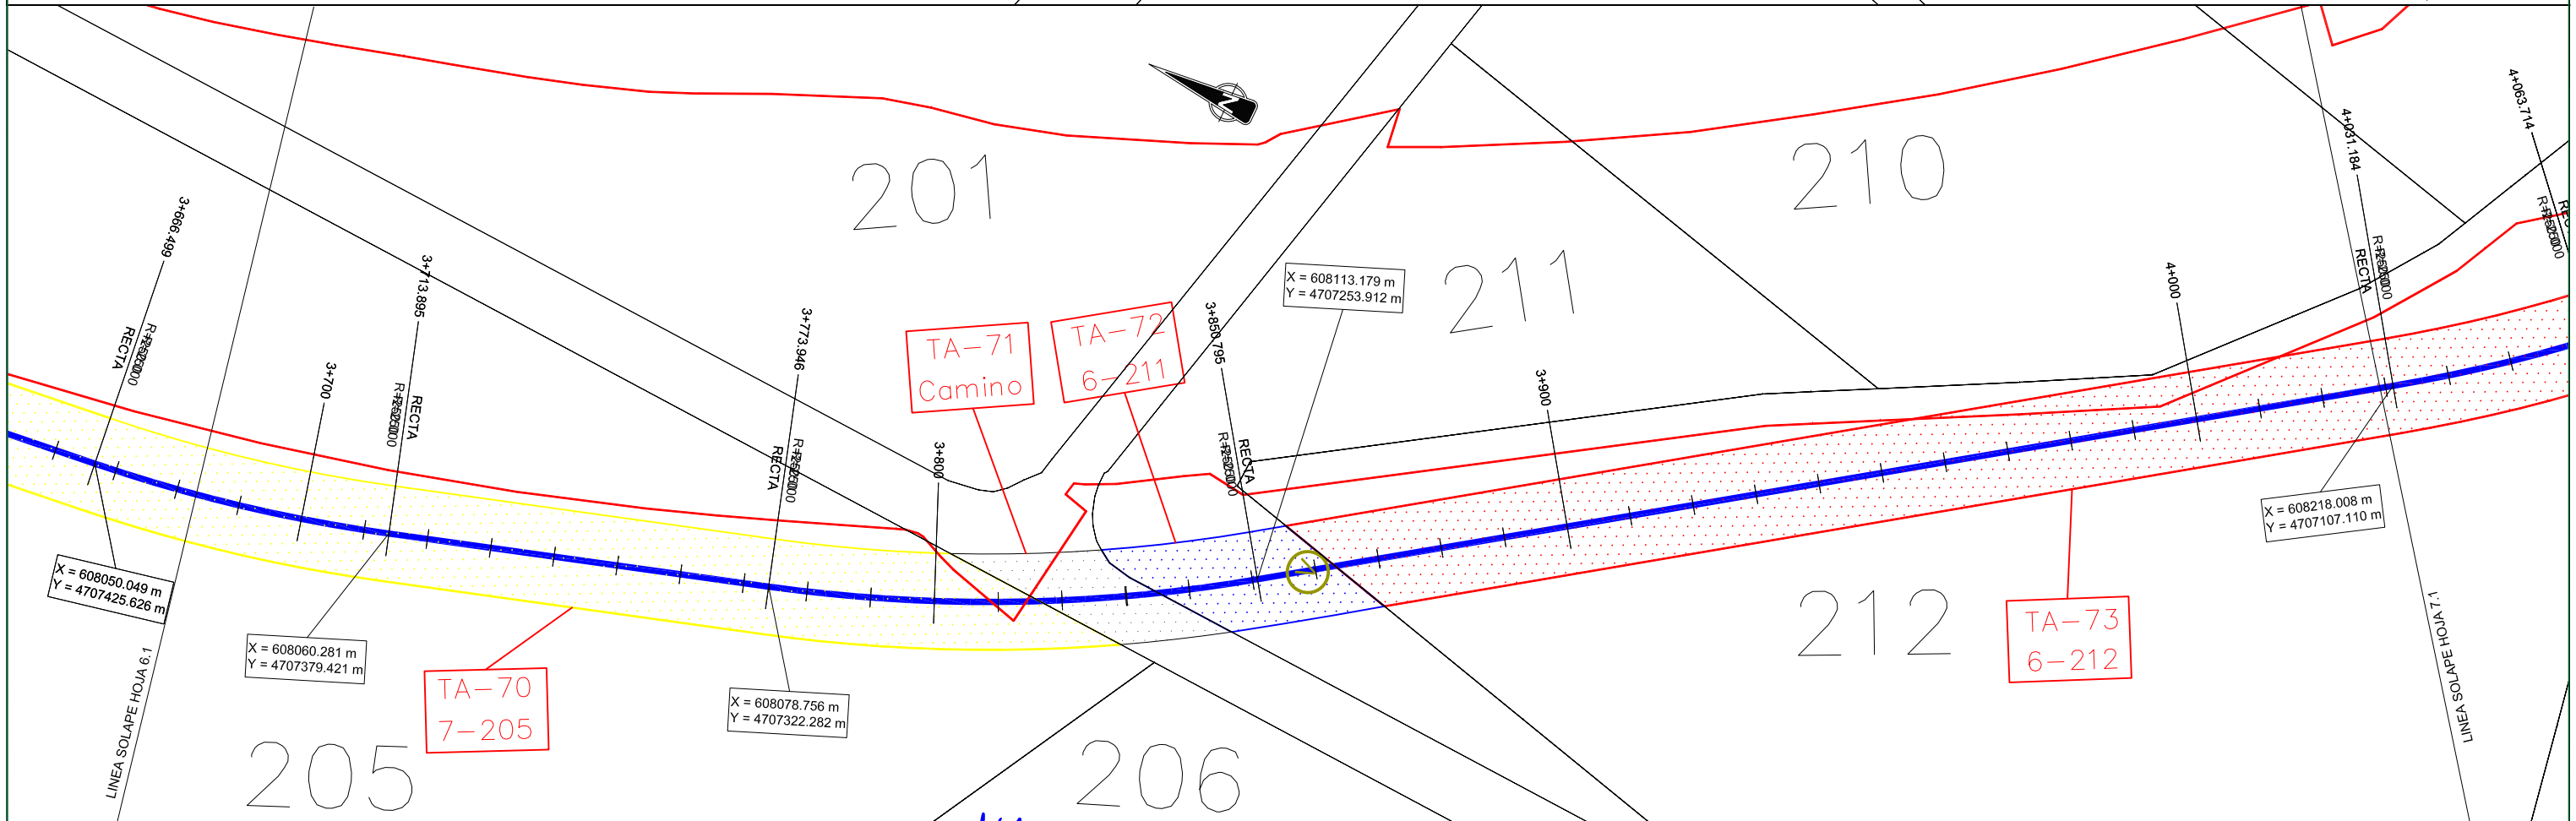 201
210
211
212
205
206
3+666.499
RECTA
3+713.895
RECTA
3+700
3+773.946
RECTA
3+800
3+850.795
RECTA
3+900
4+000
4+031.184
RECTA
4+063.714
N
TA-71
Camino
TA-72
6-211
X = 608113.179 m
Y = 4707253.912 m
X = 608050.049 m
Y = 4707425.626 m
X = 608060.281 m
Y = 4707379.421 m
X = 608078.756 m
Y = 4707322.282 m
X = 608218.008 m
Y = 4707107.110 m
TA-70
7-205
TA-73
6-212
LINEA SOLAPE HOJA 6.1
LINEA SOLAPE HOJA 7.1